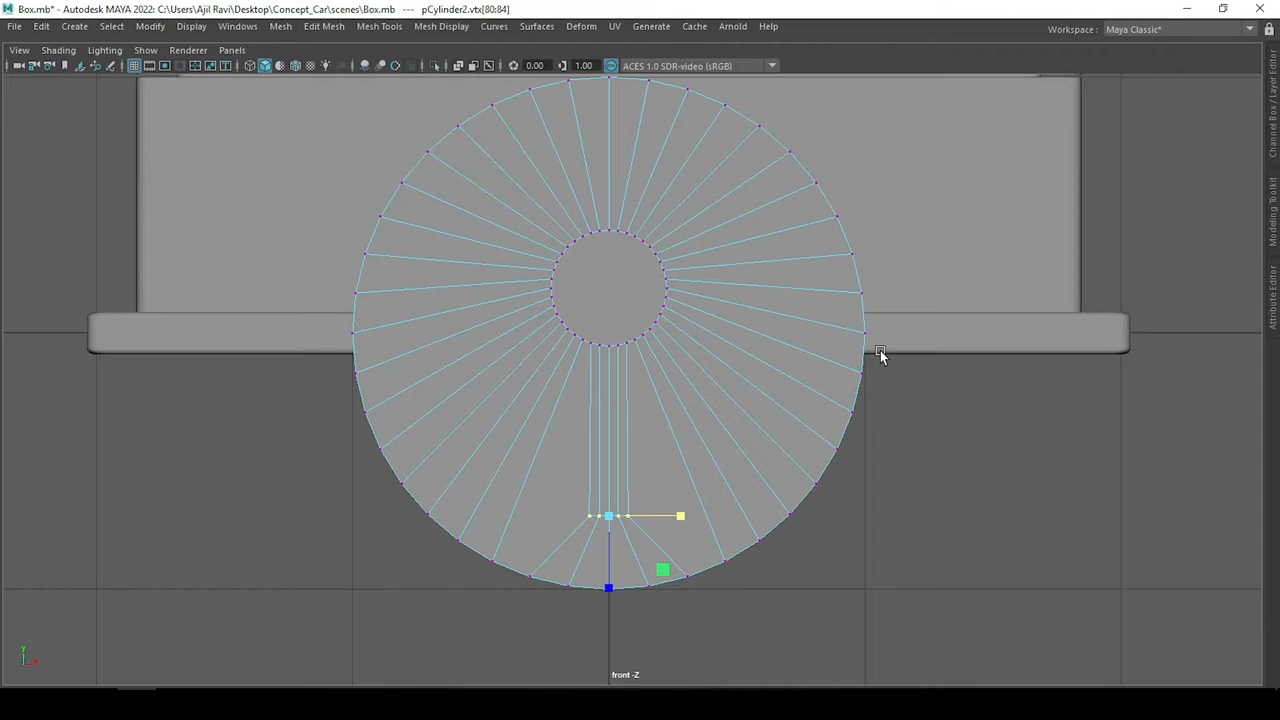 Box.mb* - Autodesk MAYA 2022: C:\Users\Ajil Ravi\Desktop\Concept_Car\scenes\Box.mb --- pCylinder2.vtx[80:84]
File Edit Create Select Modify Display Windows Mesh Edit Mesh Mesh Tools Mesh Display Curves Surfaces Deform UV Generate Cache Arnold Help
Workspace : Maya Classic*
View Shading Lighting Show Renderer Panels
0.00 1.00 ACES 1.0 SDR-video (sRGB)
Channel Box / Layer Editor
Modeling Toolkit
Attribute Editor
y
x
front -Z